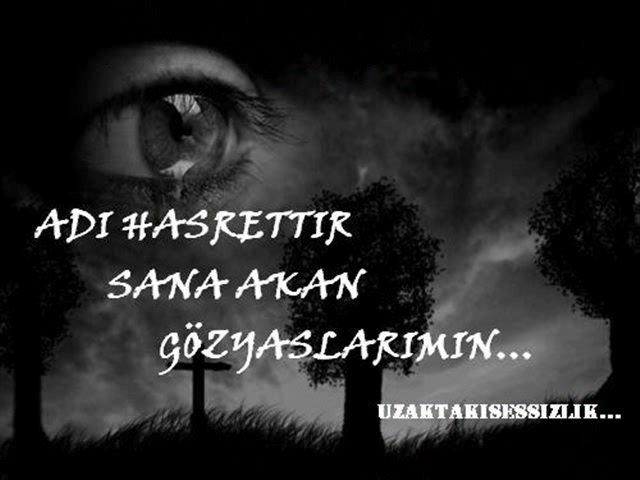 ADI HASRETTIR
SANA AKAN
GÖZYASLARIMIN...
UZAKTAKISESSIZLIK...